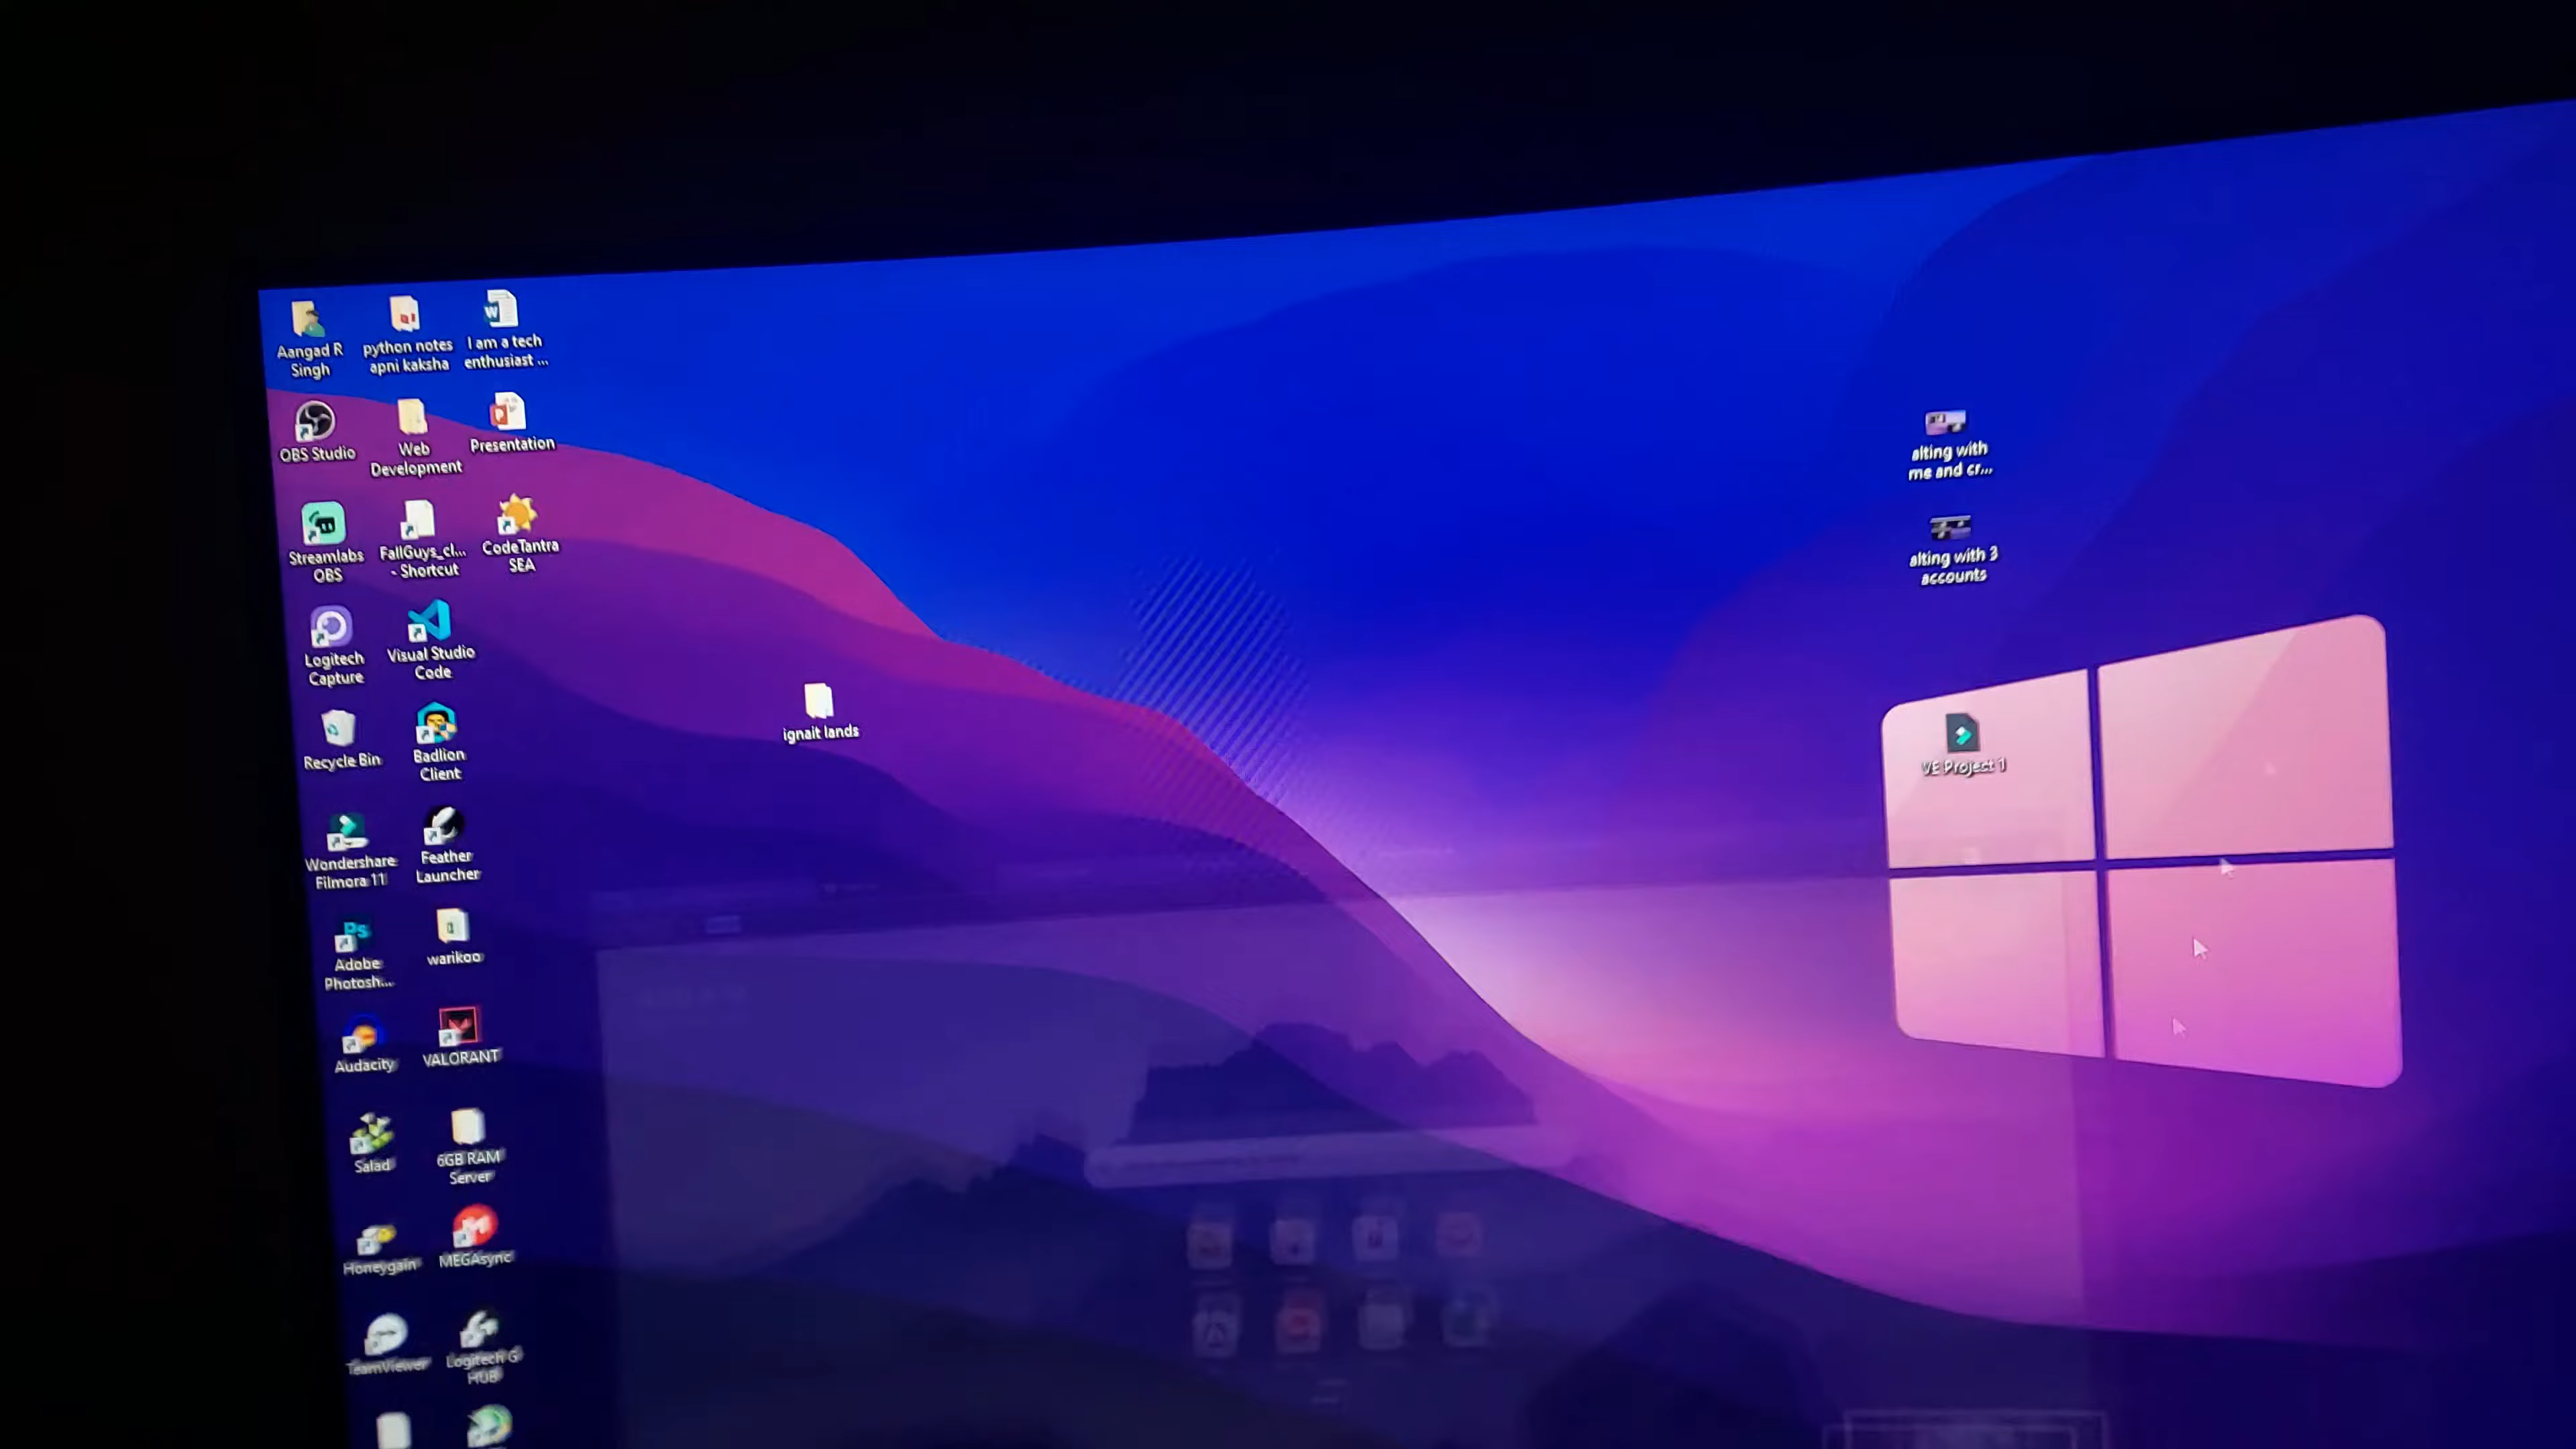 Aangad R
Singh
python notes
apni kaksha
I am a tech
enthusiast ...
OBS Studio
Web
Development
Presentation
Streamlabs
OBS
FallGuys_cl...
- Shortcut
CodeTantra
SEA
Logitech
Capture
Visual Studio
Code
Recycle Bin
Badlion
Client
Wondershare
Filmora 11
Feather
Launcher
Ps
Adobe
Photosh...
warikoo
Audacity
VALORANT
Salad
6GB RAM
Server
Honeygain
MEGAsync
TeamViewer
Logitech G
HUB
ignait lands
alting with
me and cr...
alting with 3
accounts
VE Project 1